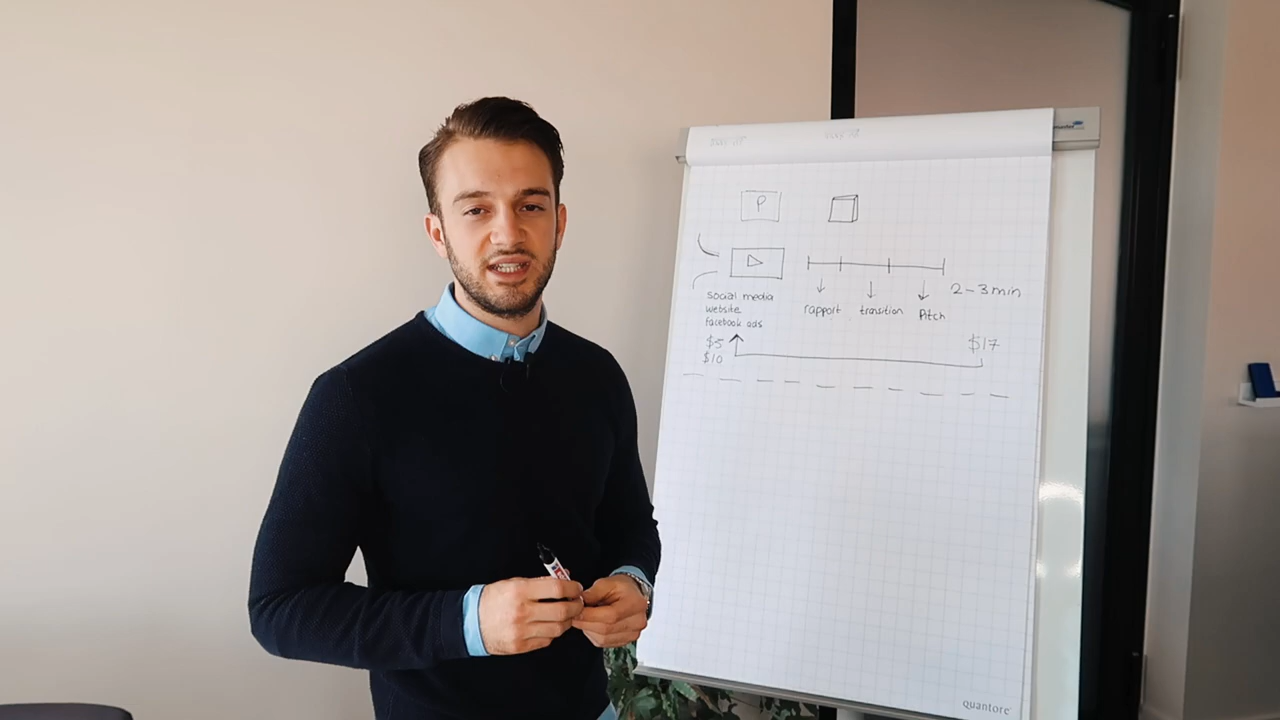 P
2-3 min
social media
website
facebook ads
rapport
transition
Pitch
$5
$10
$17
quantore